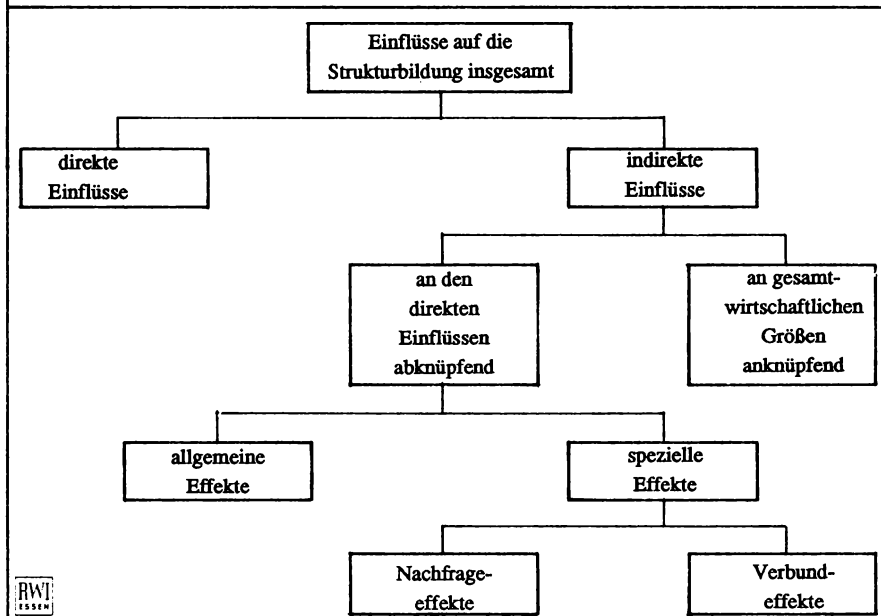 Einflüsse auf die
Strukturbildung insgesamt
direkte
Einflüsse
indirekte
Einflüsse
an den
direkten
Einflüssen
abknüpfend
an gesamt-
wirtschaftlichen
Größen
anknüpfend
allgemeine
Effekte
spezielle
Effekte
Nachfrage-
effekte
Verbund-
effekte
RWI
ESSEN